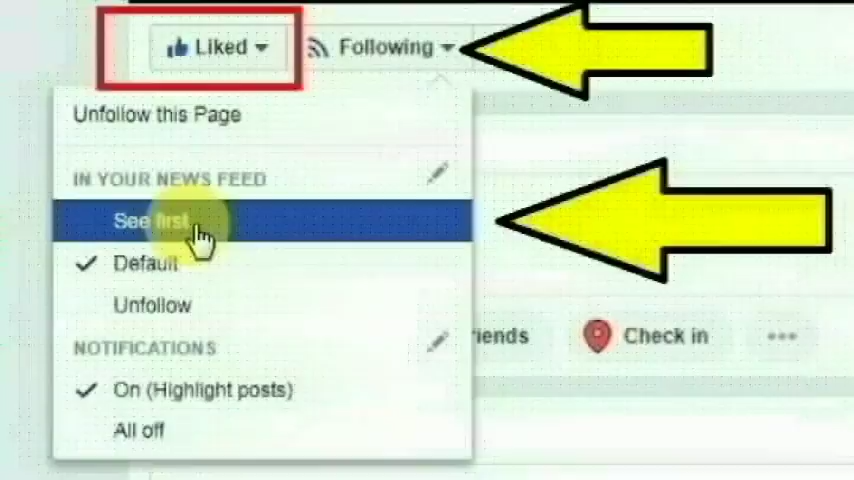 Liked Following
Unfollow this Page
IN YOUR NEWS FEED
See first
Default
Unfollow
NOTIFICATIONS
On (Highlight posts)
All off
riends Check in